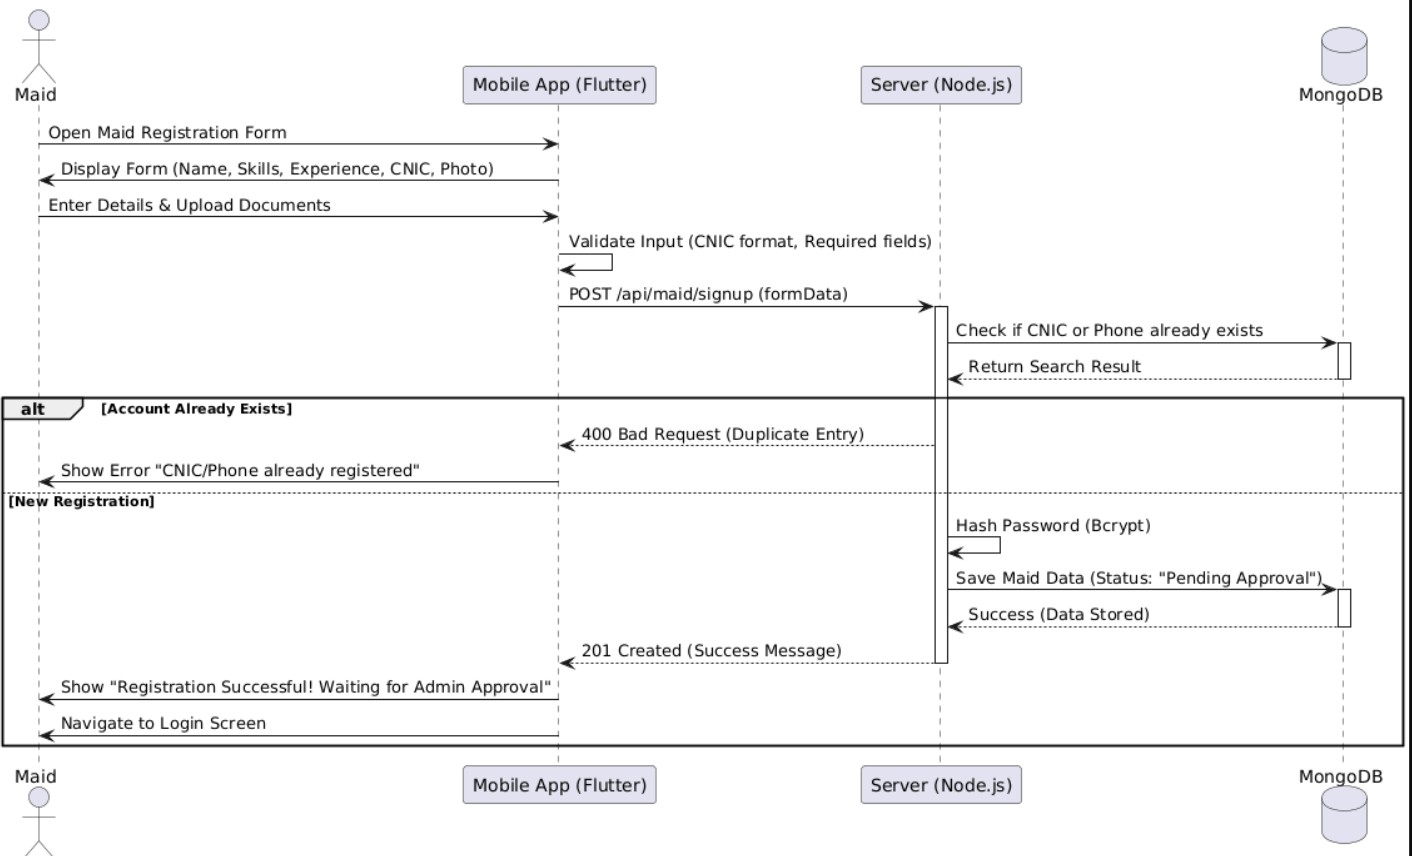 Maid
Mobile App (Flutter)
Server (Node.js)
MongoDB
Open Maid Registration Form
Display Form (Name, Skills, Experience, CNIC, Photo)
Enter Details & Upload Documents
Validate Input (CNIC format, Required fields)
POST /api/maid/signup (formData)
Check if CNIC or Phone already exists
Return Search Result
alt
[Account Already Exists]
400 Bad Request (Duplicate Entry)
Show Error "CNIC/Phone already registered"
[New Registration]
Hash Password (Bcrypt)
Save Maid Data (Status: "Pending Approval")
Success (Data Stored)
201 Created (Success Message)
Show "Registration Successful! Waiting for Admin Approval"
Navigate to Login Screen
Maid
Mobile App (Flutter)
Server (Node.js)
MongoDB